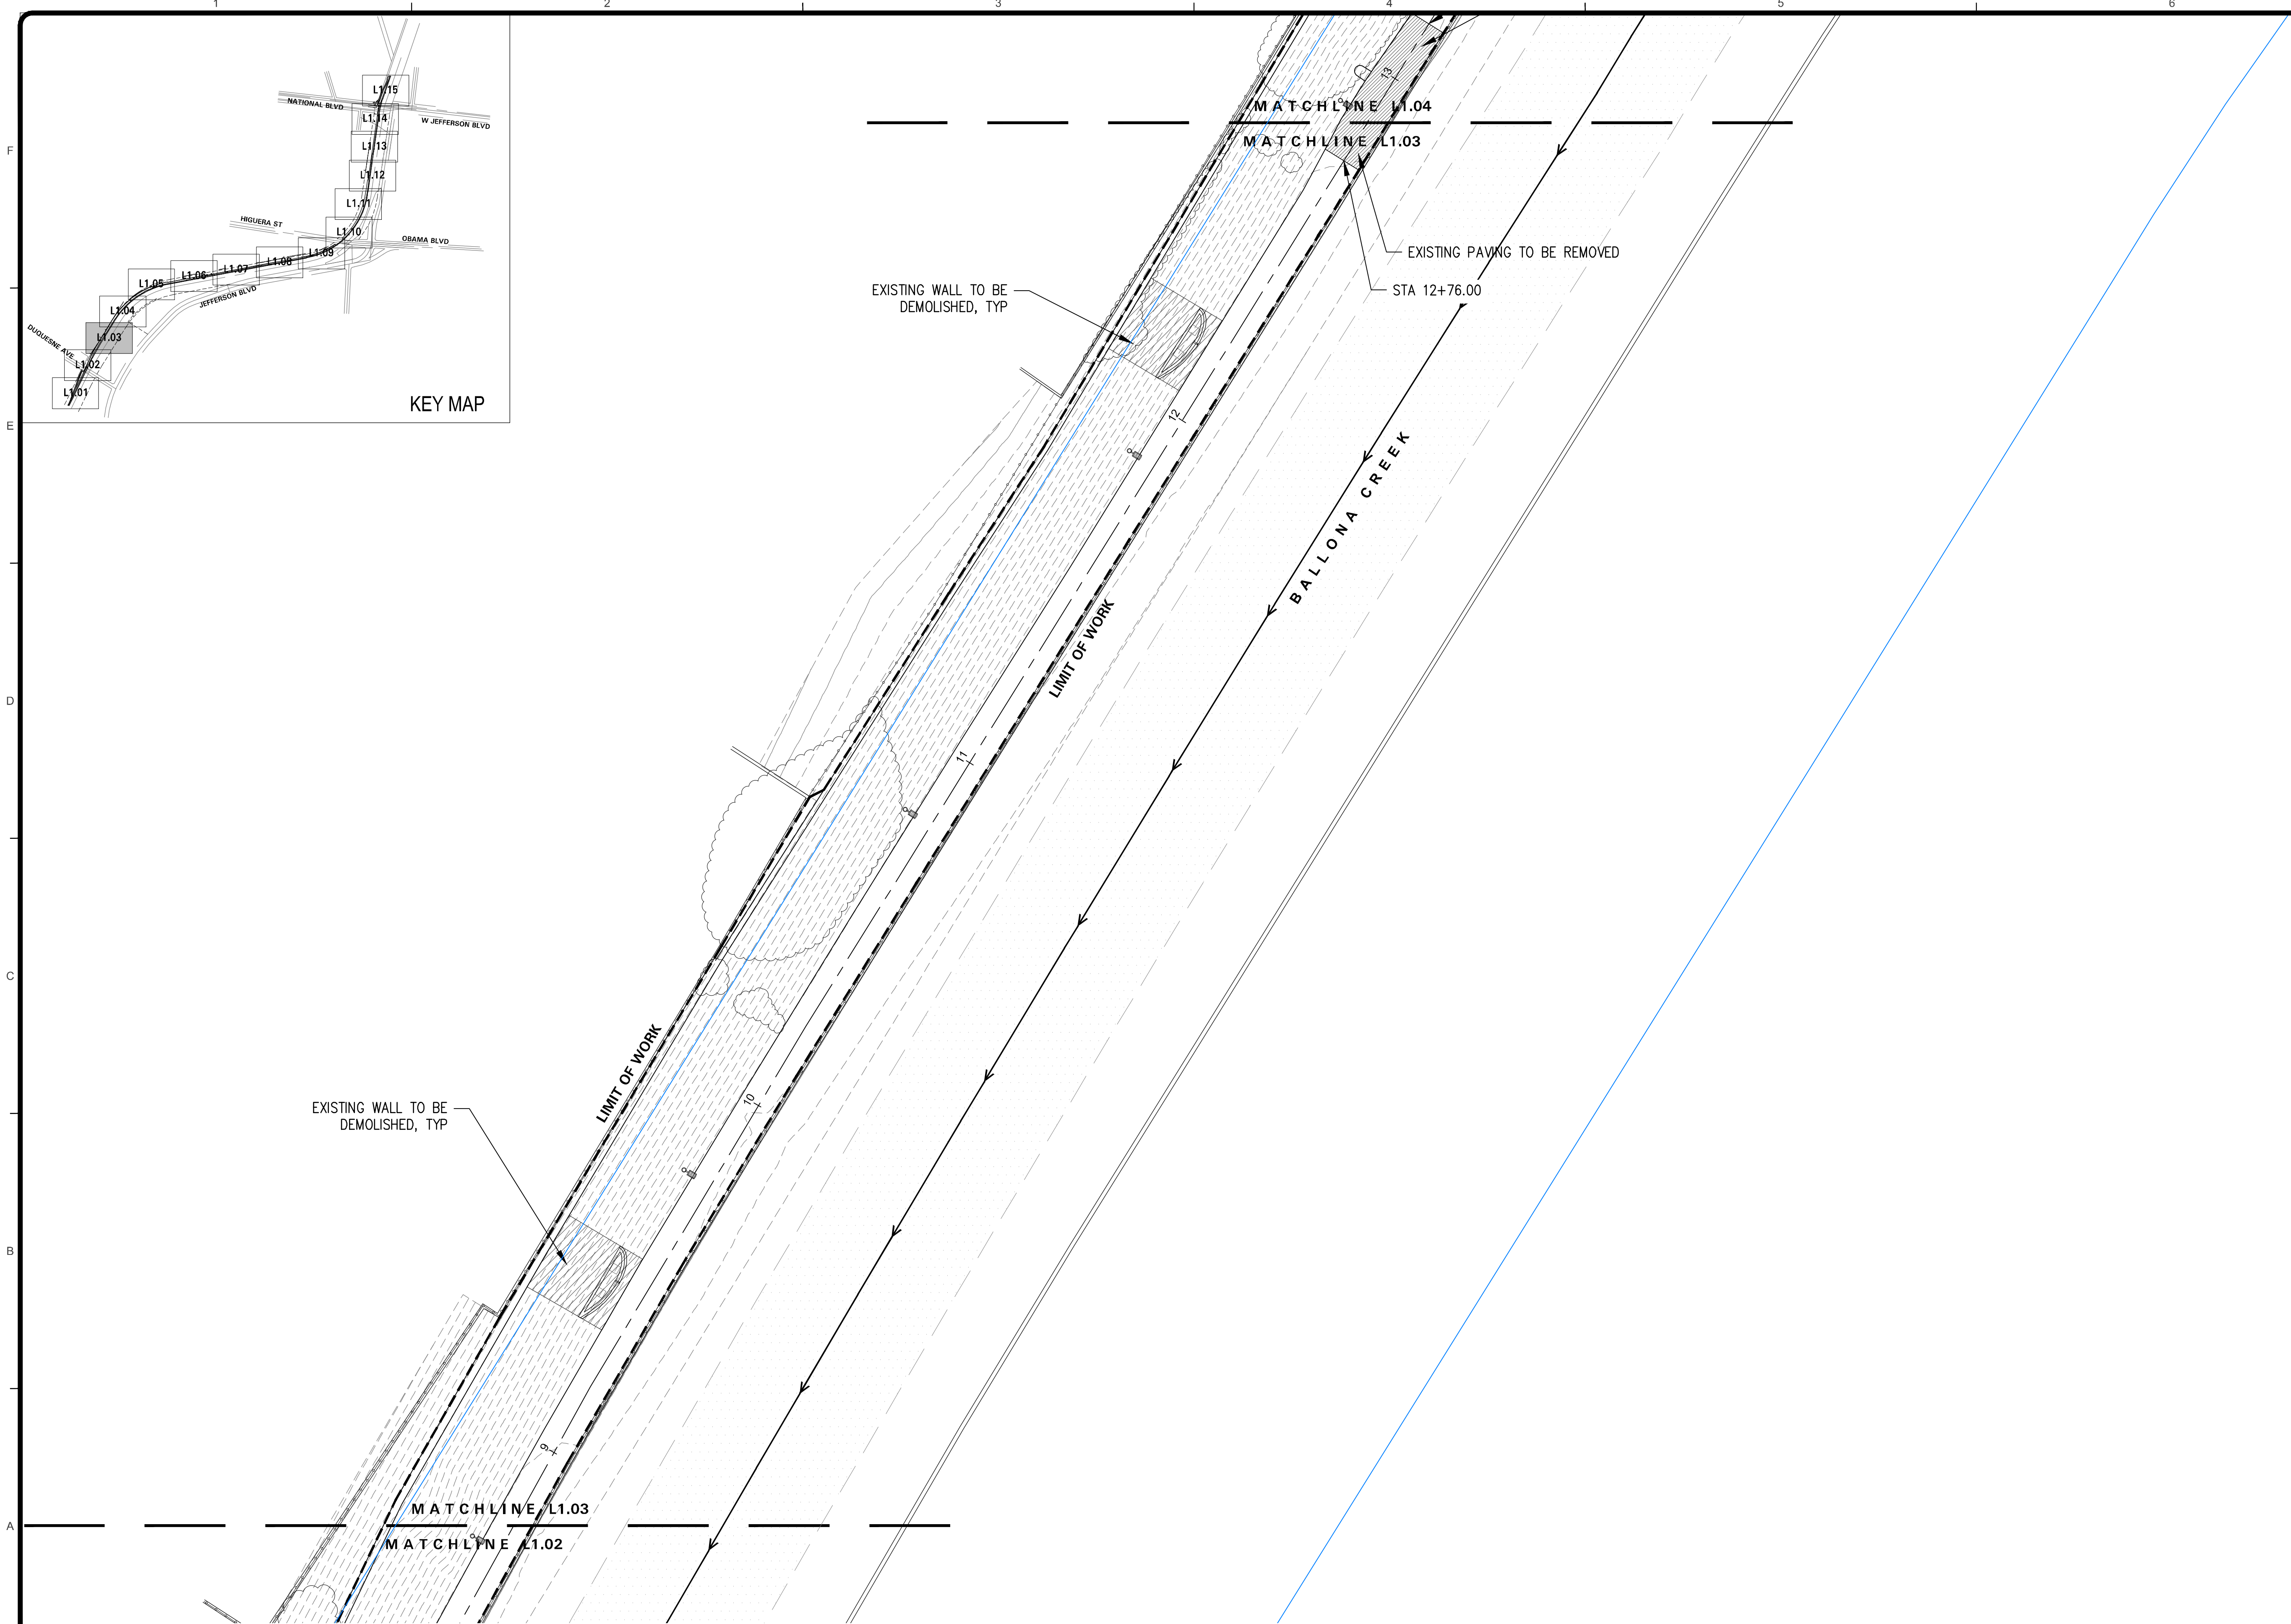 1 2 3 4 5 6
F
E
D
C
B
A
L1.15
NATIONAL BLVD
W JEFFERSON BLVD
L1.14
L1.13
L1.12
L1.11
HIGUERA ST
L1.10
OBAMA BLVD
L1.09
L1.08
L1.07
L1.06
L1.05
JEFFERSON BLVD
L1.04
DUQUESNE AVE
L1.03
L1.02
L1.01
KEY MAP
13
MATCHLINE L1.04
MATCHLINE L1.03
EXISTING PAVING TO BE REMOVED
STA 12+76.00
EXISTING WALL TO BE
DEMOLISHED, TYP
12
BALLONA CREEK
LIMIT OF WORK
11
LIMIT OF WORK
10
EXISTING WALL TO BE
DEMOLISHED, TYP
9
MATCHLINE L1.03
MATCHLINE L1.02